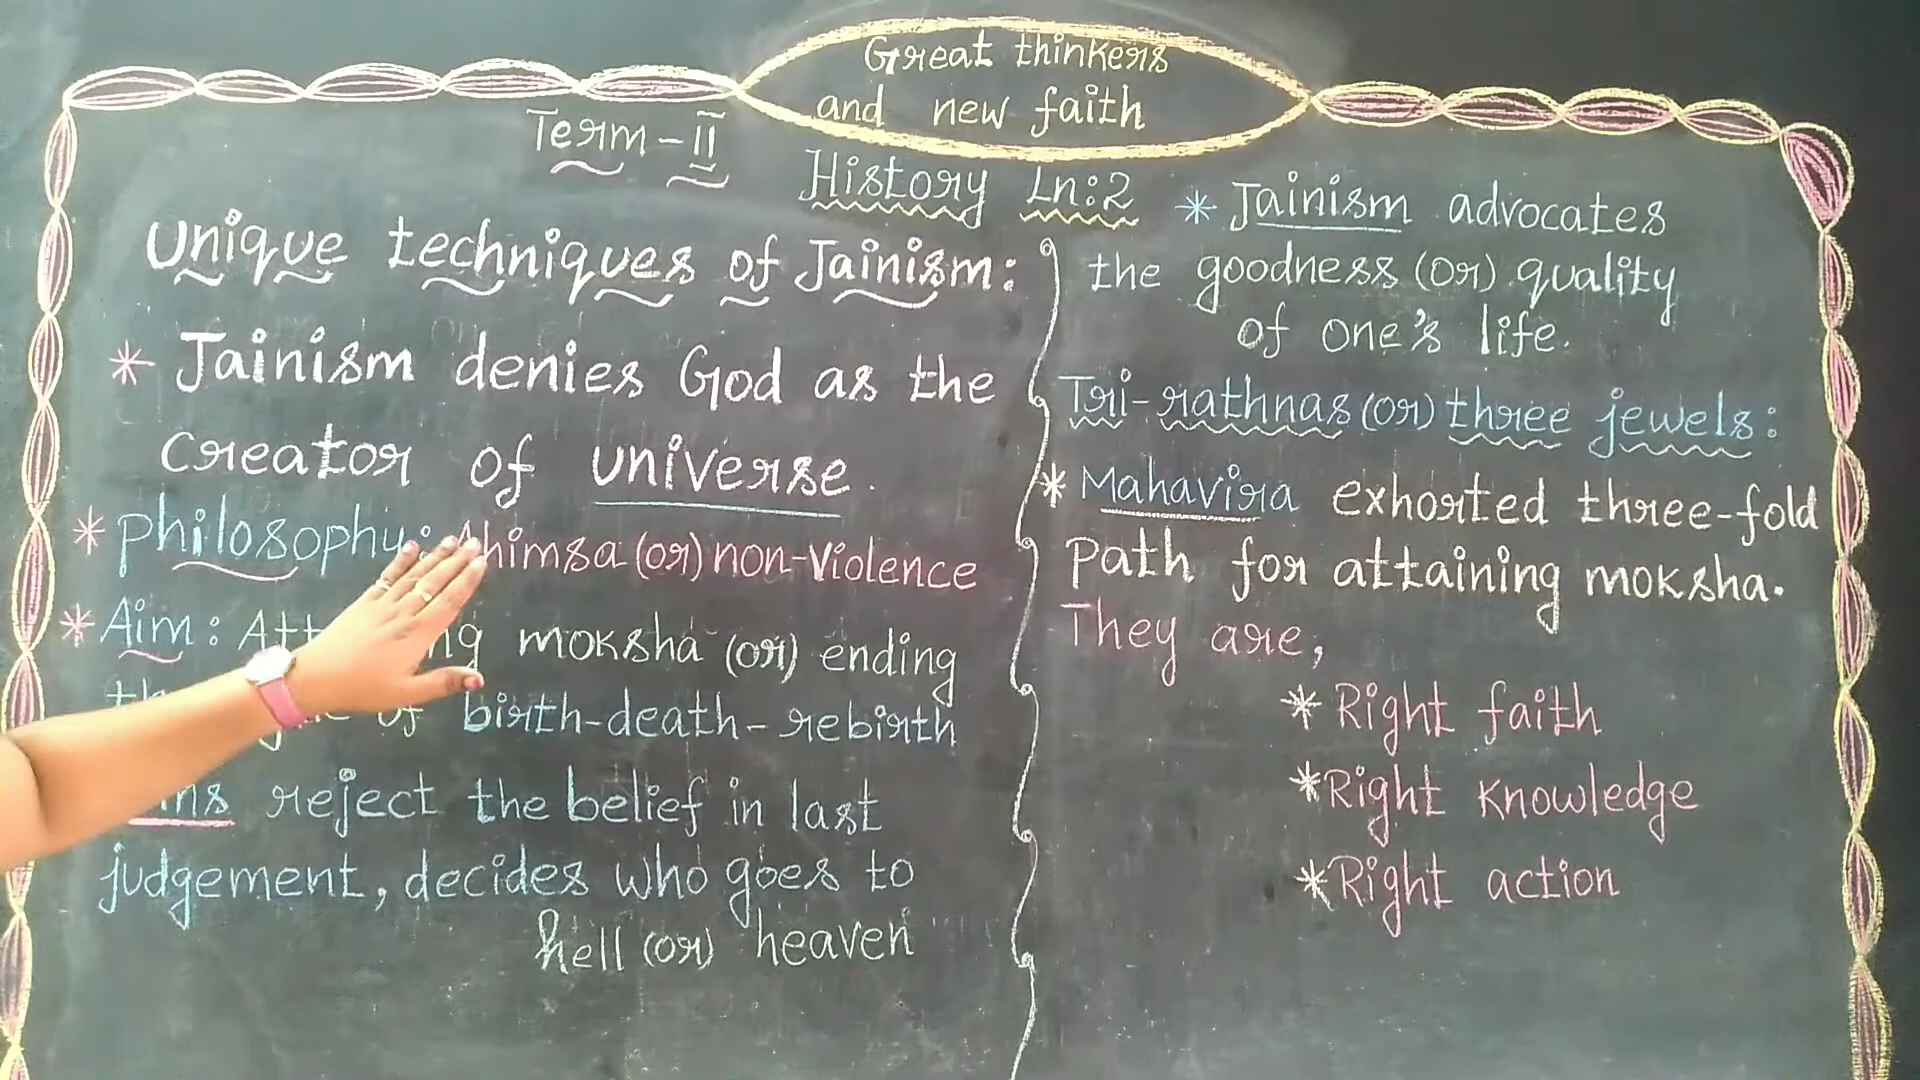 Great thinkers
and new faith
Term - II
History Ln:2
Unique techniques of Jainism:
* Jainism denies God as the
creator of universe.
* Philosophy: Ahimsa (or) non-violence
* Aim: moksha (or) ending
of birth-death-rebirth
reject the belief in last
judgement, decides who goes to
hell (or) heaven
* Jainism advocates
the goodness (or) quality
of one's life.
Tri-rathnas (or) three jewels:
* Mahavira exhorted three-fold
path for attaining moksha.
They are,
* Right faith
* Right knowledge
* Right action